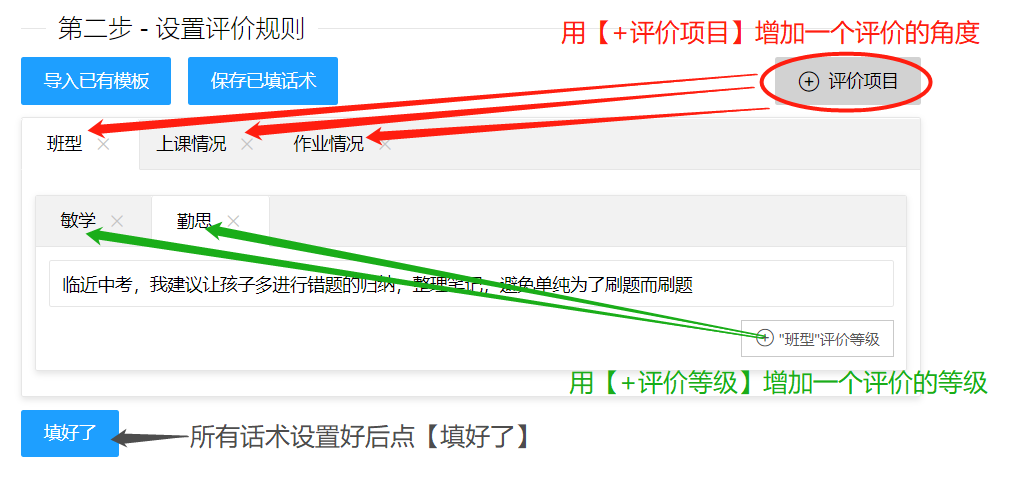 第二步 - 设置评价规则
用【+评价项目】增加一个评价的角度
导入已有模板
保存已填话术
评价项目
班型
上课情况
作业情况
敏学
勤思
临近中考，我建议让孩子多进行错题的归纳，整理笔记，避免单纯为了刷题而刷题
"班型"评价等级
用【+评价等级】增加一个评价的等级
填好了
所有话术设置好后点【填好了】